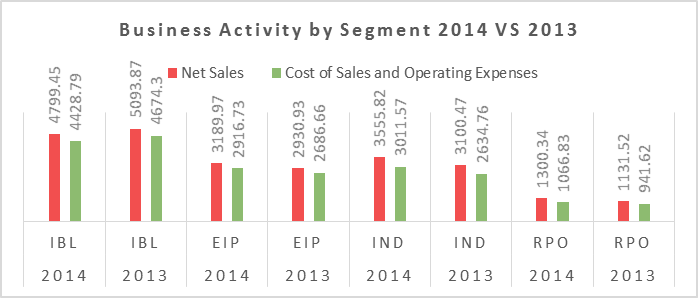 Business Activity by Segment 2014 VS 2013
Net Sales Cost of Sales and Operating Expenses
4799.45 4428.79 5093.87 4674.3 3189.97 2916.73 2930.93 2686.66 3555.82 3011.57 3100.47 2634.76 1300.34 1066.83 1131.52 941.62
IBL IBL EIP EIP IND IND RPO RPO
2014 2013 2014 2013 2014 2013 2014 2013